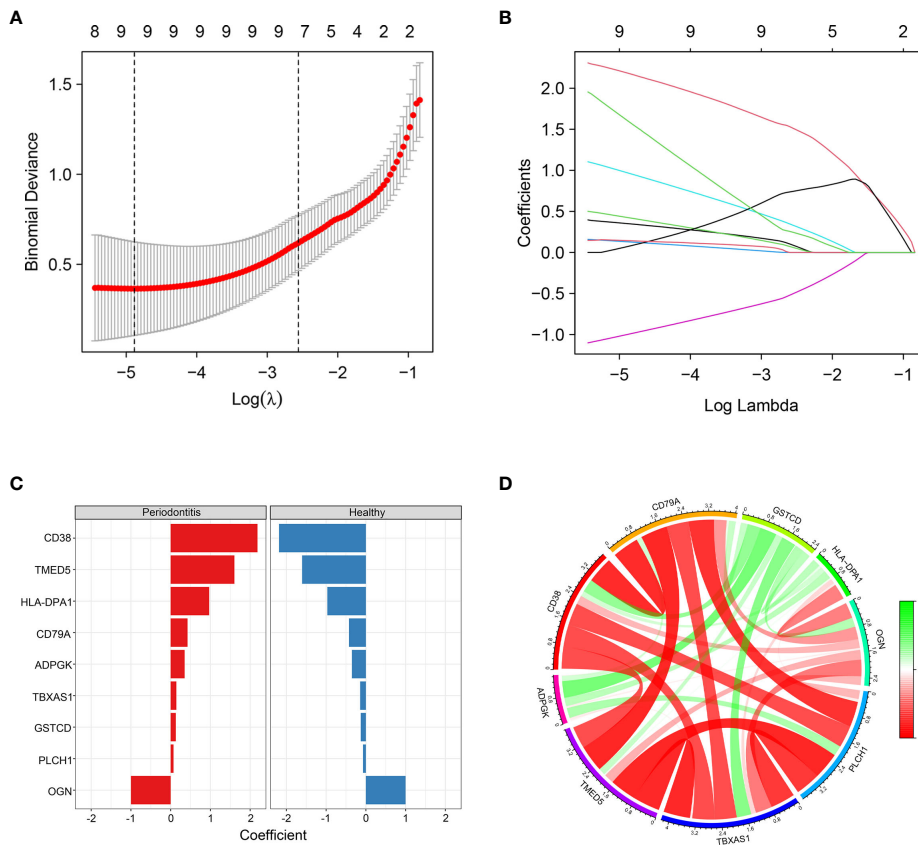 A
8 9 9 9 9 9 9 7 5 4 2 2
1.5
1.0
0.5
Binomial Deviance
−5 −4 −3 −2 −1
Log(λ)
B
9 9 9 5 2
2.0
1.5
1.0
0.5
0.0
−0.5
−1.0
Coefficients
−5 −4 −3 −2 −1
Log Lambda
C
Periodontitis Healthy
CD38
TMED5
HLA-DPA1
CD79A
ADPGK
TBXAS1
GSTCD
PLCH1
OGN
-2 -1 0 1 2 -2 -1 0 1 2
Coefficient
D
CD79A
GSTCD
HLA−DPA1
OGN
PLCH1
TBXAS1
TMED5
ADPGK
CD38